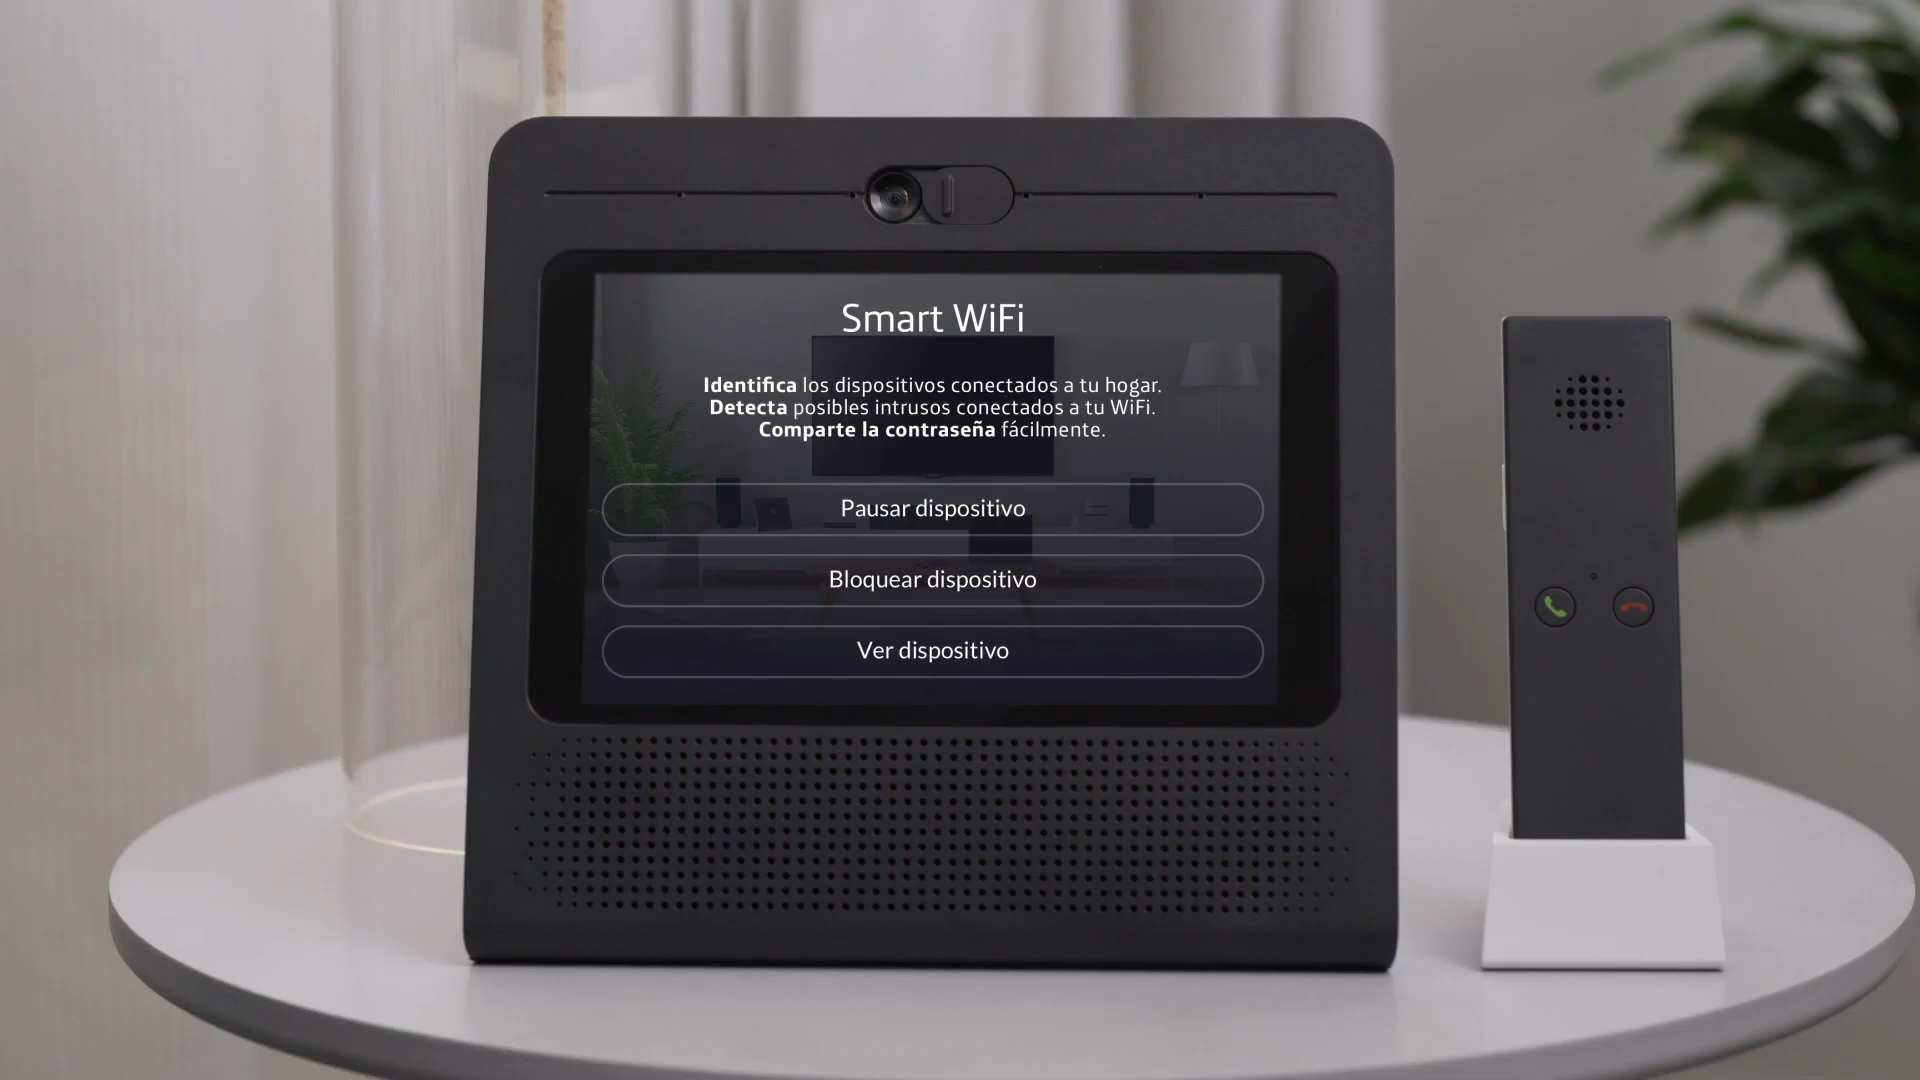 Smart WiFi
Identifica los dispositivos conectados a tu hogar.
Detecta posibles intrusos conectados a tu WiFi.
Comparte la contraseña fácilmente.
Pausar dispositivo
Bloquear dispositivo
Ver dispositivo